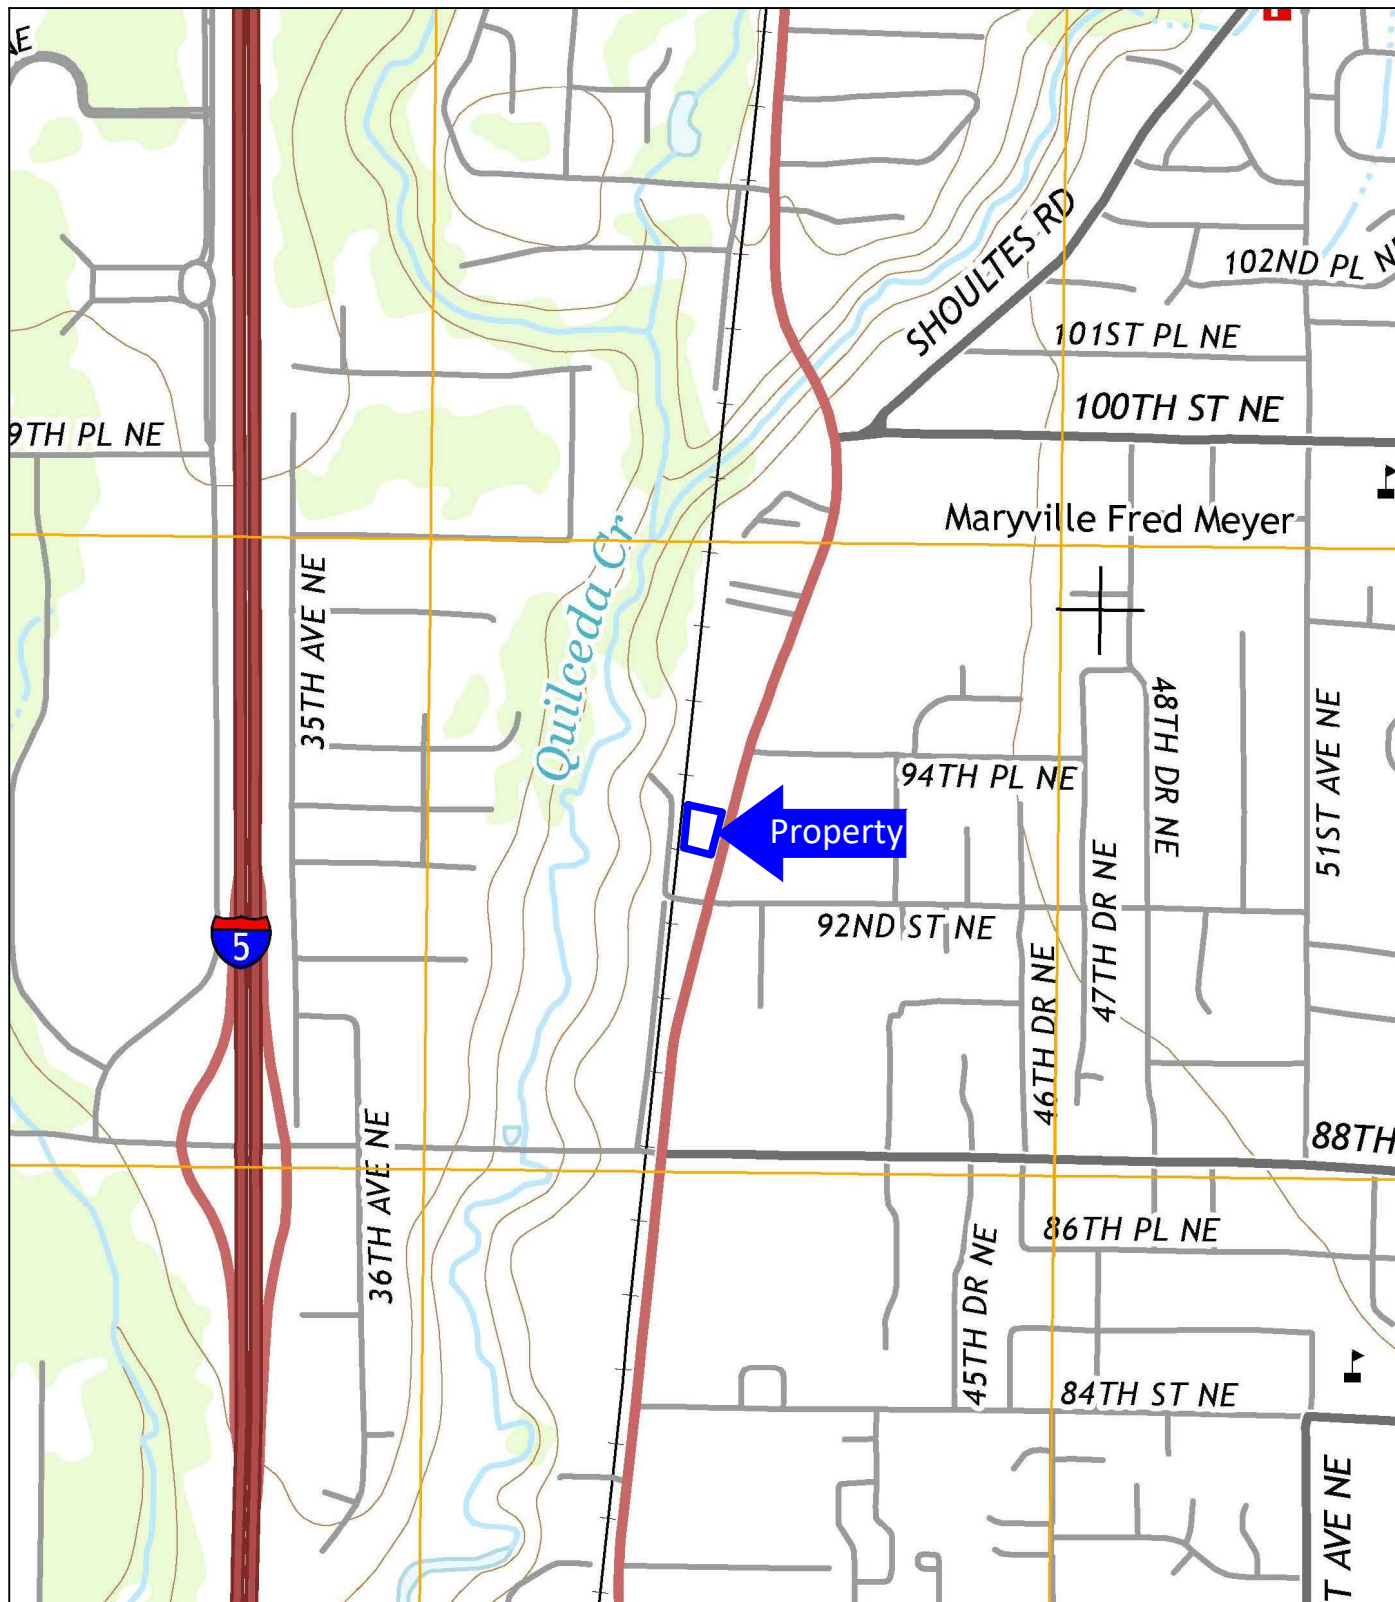 SHOULTES RD
102ND PL N
101ST PL NE
100TH ST NE
9TH PL NE
Maryville Fred Meyer
35TH AVE NE
Quilceda Cr
48TH DR NE
51ST AVE NE
94TH PL NE
Property
47TH DR NE
92ND ST NE
5
46TH DR NE
36TH AVE NE
88TH
86TH PL NE
45TH DR NE
84TH ST NE
T AVE NE